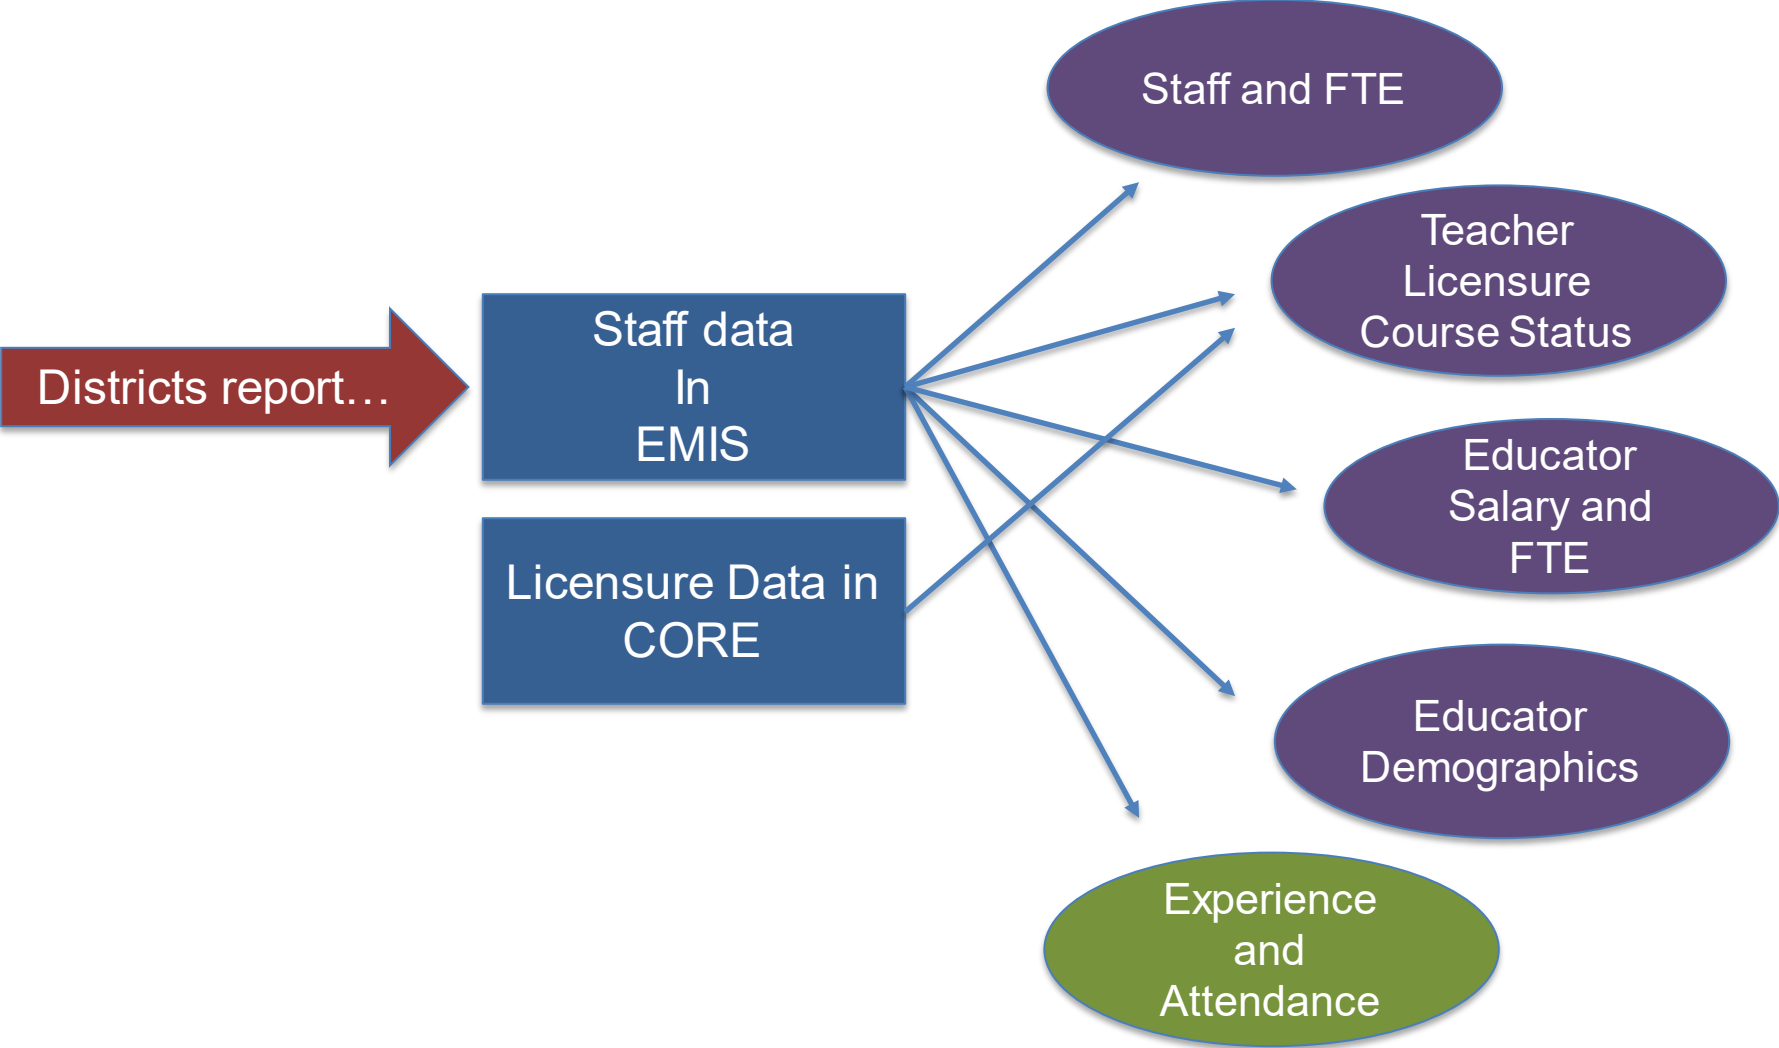 Districts report…
Staff data
In
EMIS
Licensure Data in
CORE
Staff and FTE
Teacher
Licensure
Course Status
Educator
Salary and
FTE
Educator
Demographics
Experience
and
Attendance